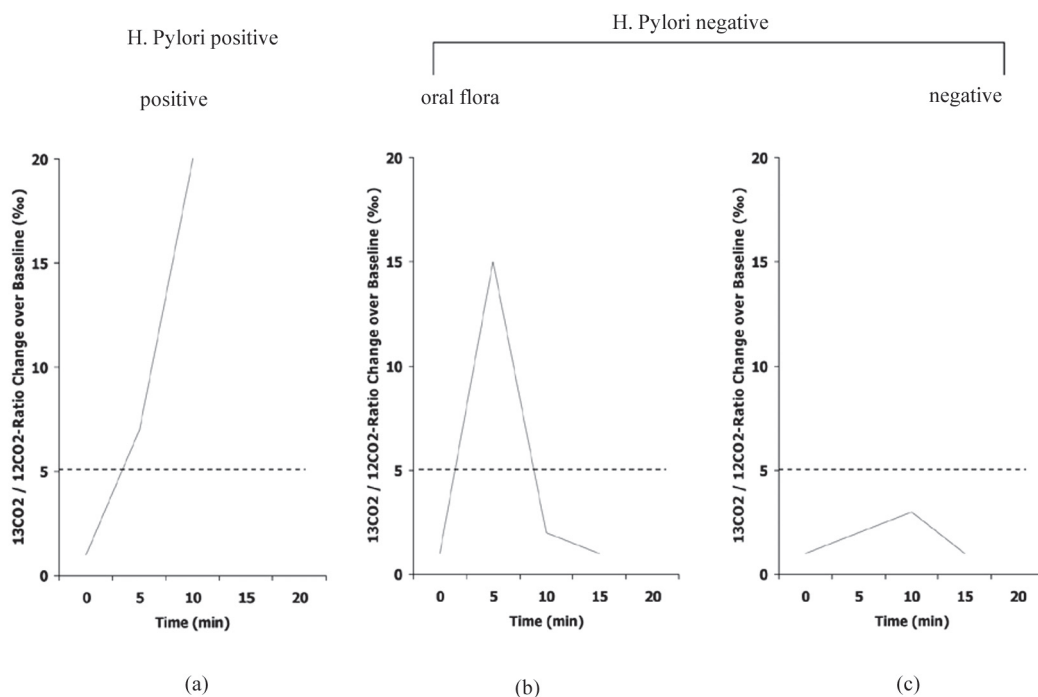 H. Pylori positive
H. Pylori negative
positive
oral flora
negative
13CO2 / 12CO2-Ratio Change over Baseline (‰)
20
15
10
5
0
0 5 10 15 20
Time (min)
(a)
13CO2 / 12CO2-Ratio Change over Baseline (‰)
20
15
10
5
0
0 5 10 15 20
Time (min)
(b)
13CO2 / 12CO2-Ratio Change over Baseline (‰)
20
15
10
5
0
0 5 10 15 20
Time (min)
(c)